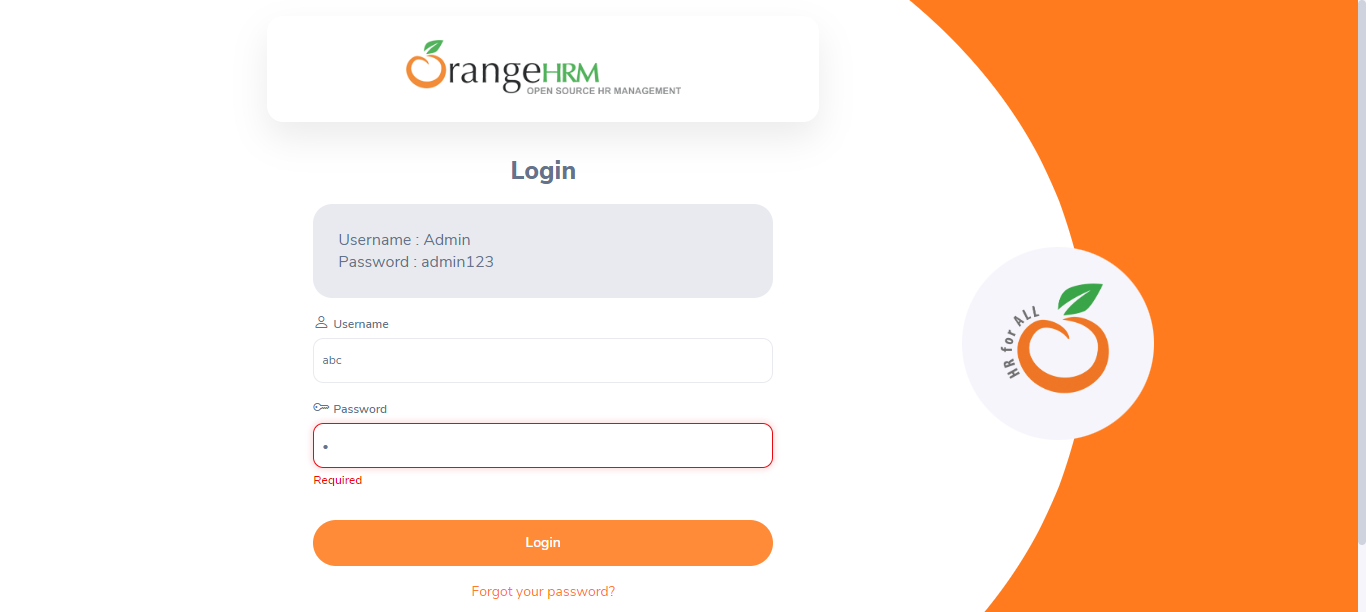 OrangeHRM
OPEN SOURCE HR MANAGEMENT
Login
Username : Admin
Password : admin123
Username
abc
Password
•
Required
Login
Forgot your password?
HR for ALL